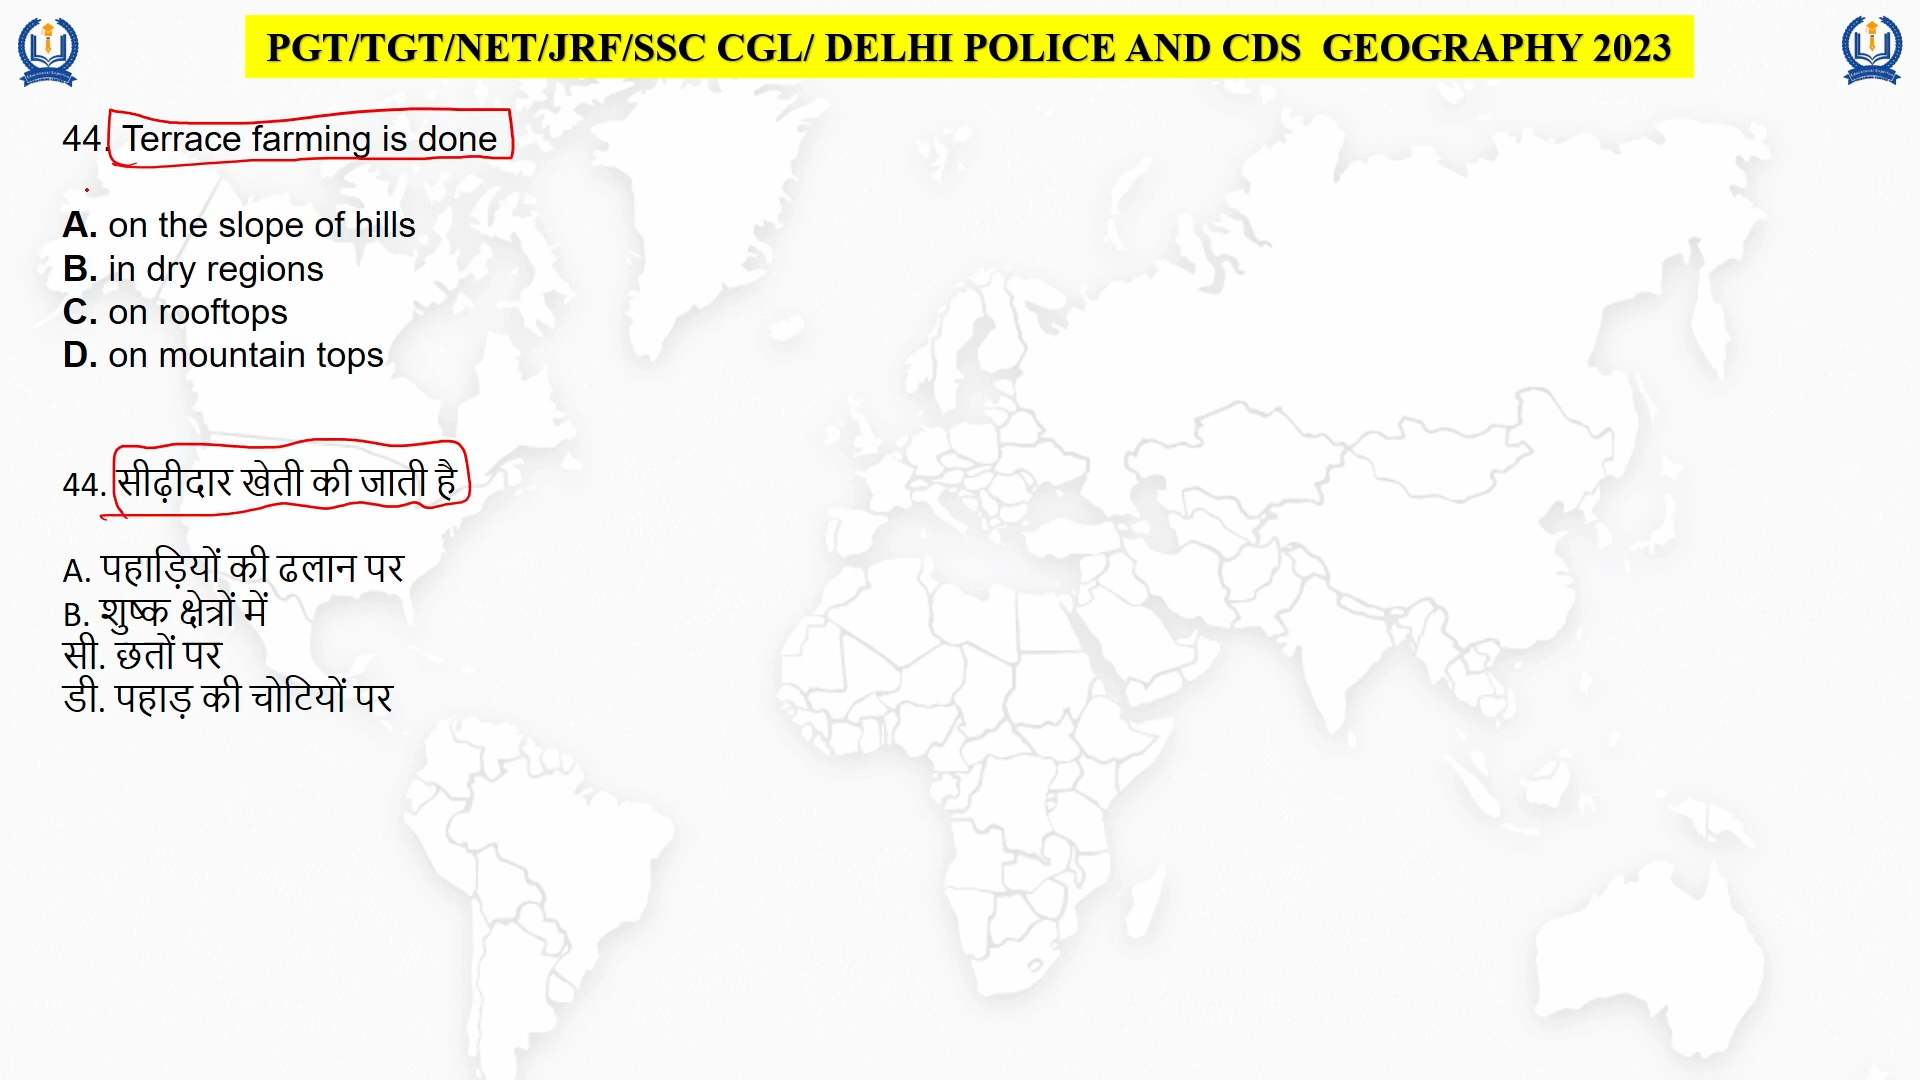 PGT/TGT/NET/JRF/SSC CGL/ DELHI POLICE AND CDS GEOGRAPHY 2023
44. Terrace farming is done
A. on the slope of hills
B. in dry regions
C. on rooftops
D. on mountain tops
44. सीढ़ीदार खेती की जाती है
A. पहाड़ियों की ढलान पर
B. शुष्क क्षेत्रों में
सी. छतों पर
डी. पहाड़ की चोटियों पर